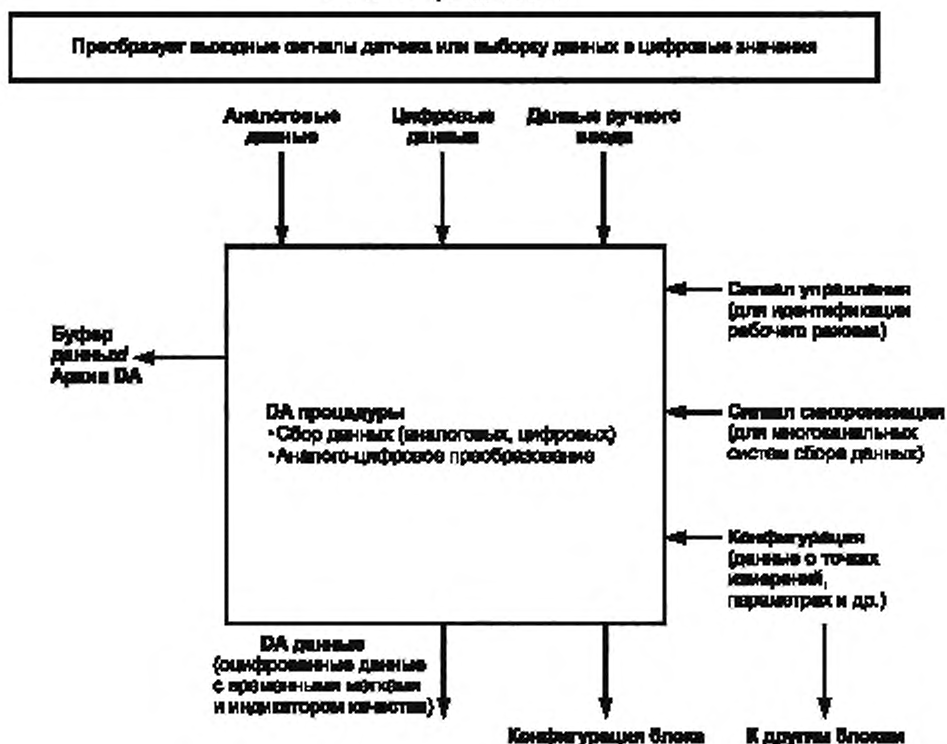 Преобразует выходные сигналы датчика или выборку данных в цифровые значения
Аналоговые
данные
Цифровые
данные
Данные ручного
ввода
Сигнал управления
(для идентификации
рабочего режима)
Буфер
данных/
Архив DA
DA процедуры
•Сбор данных (аналоговых, цифровых)
•Аналого-цифровое преобразование
Сигнал синхронизации
(для многоканальных
систем сбора данных)
Конфигурация
(данные о точках
измерений,
параметрах и др.)
DA данные
(оцифрованные данные
с временными метками
и индикатором качества)
Конфигурация блока
К другим блокам